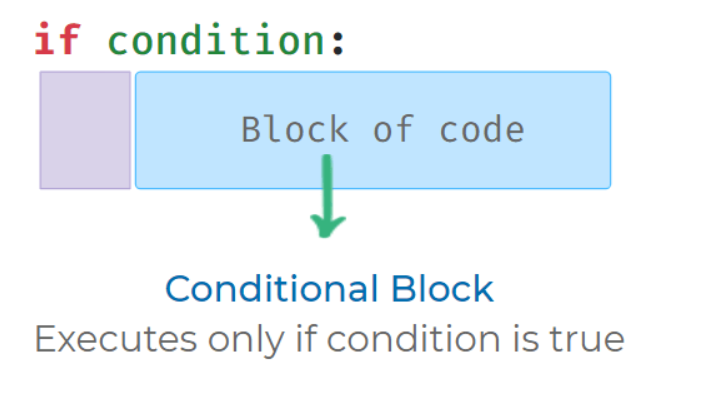 if condition:
Block of code
Conditional Block
Executes only if condition is true